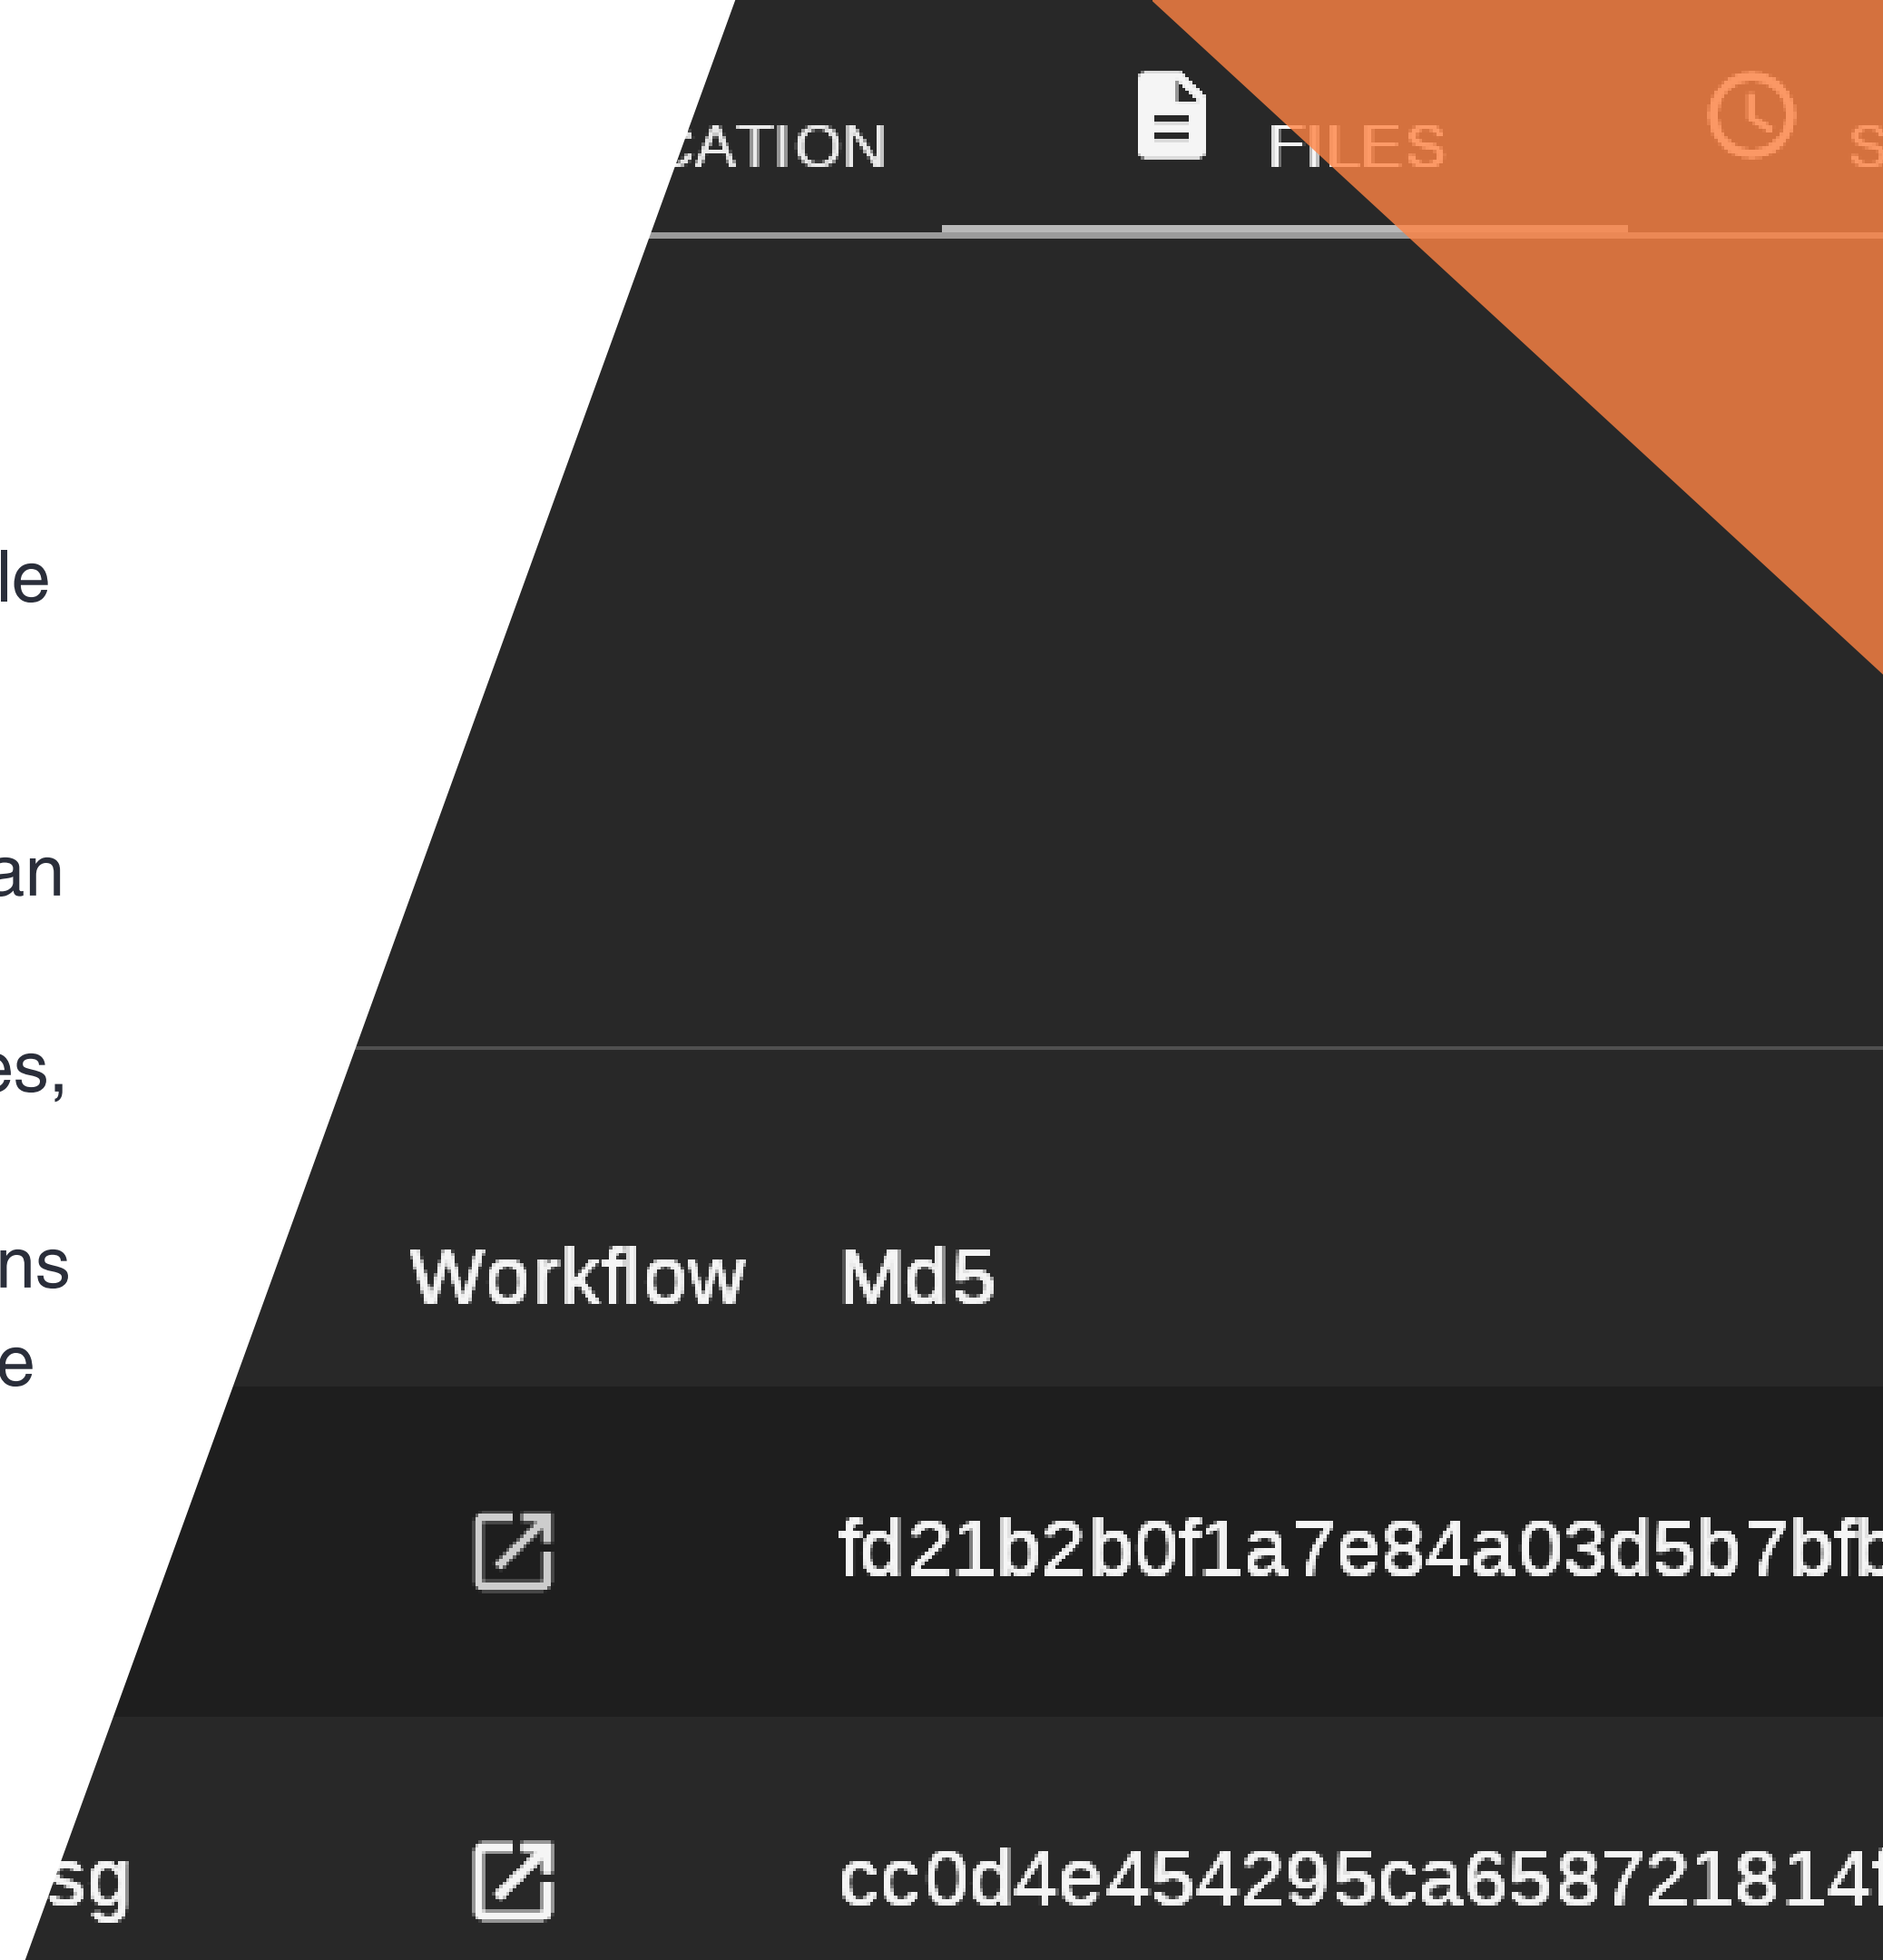 CATION FILES S
le
an
es,
ns
Workflow Md5
e
fd21b2b0f1a7e84a03d5b7bfb
sg cc0d4e454295ca658721814f